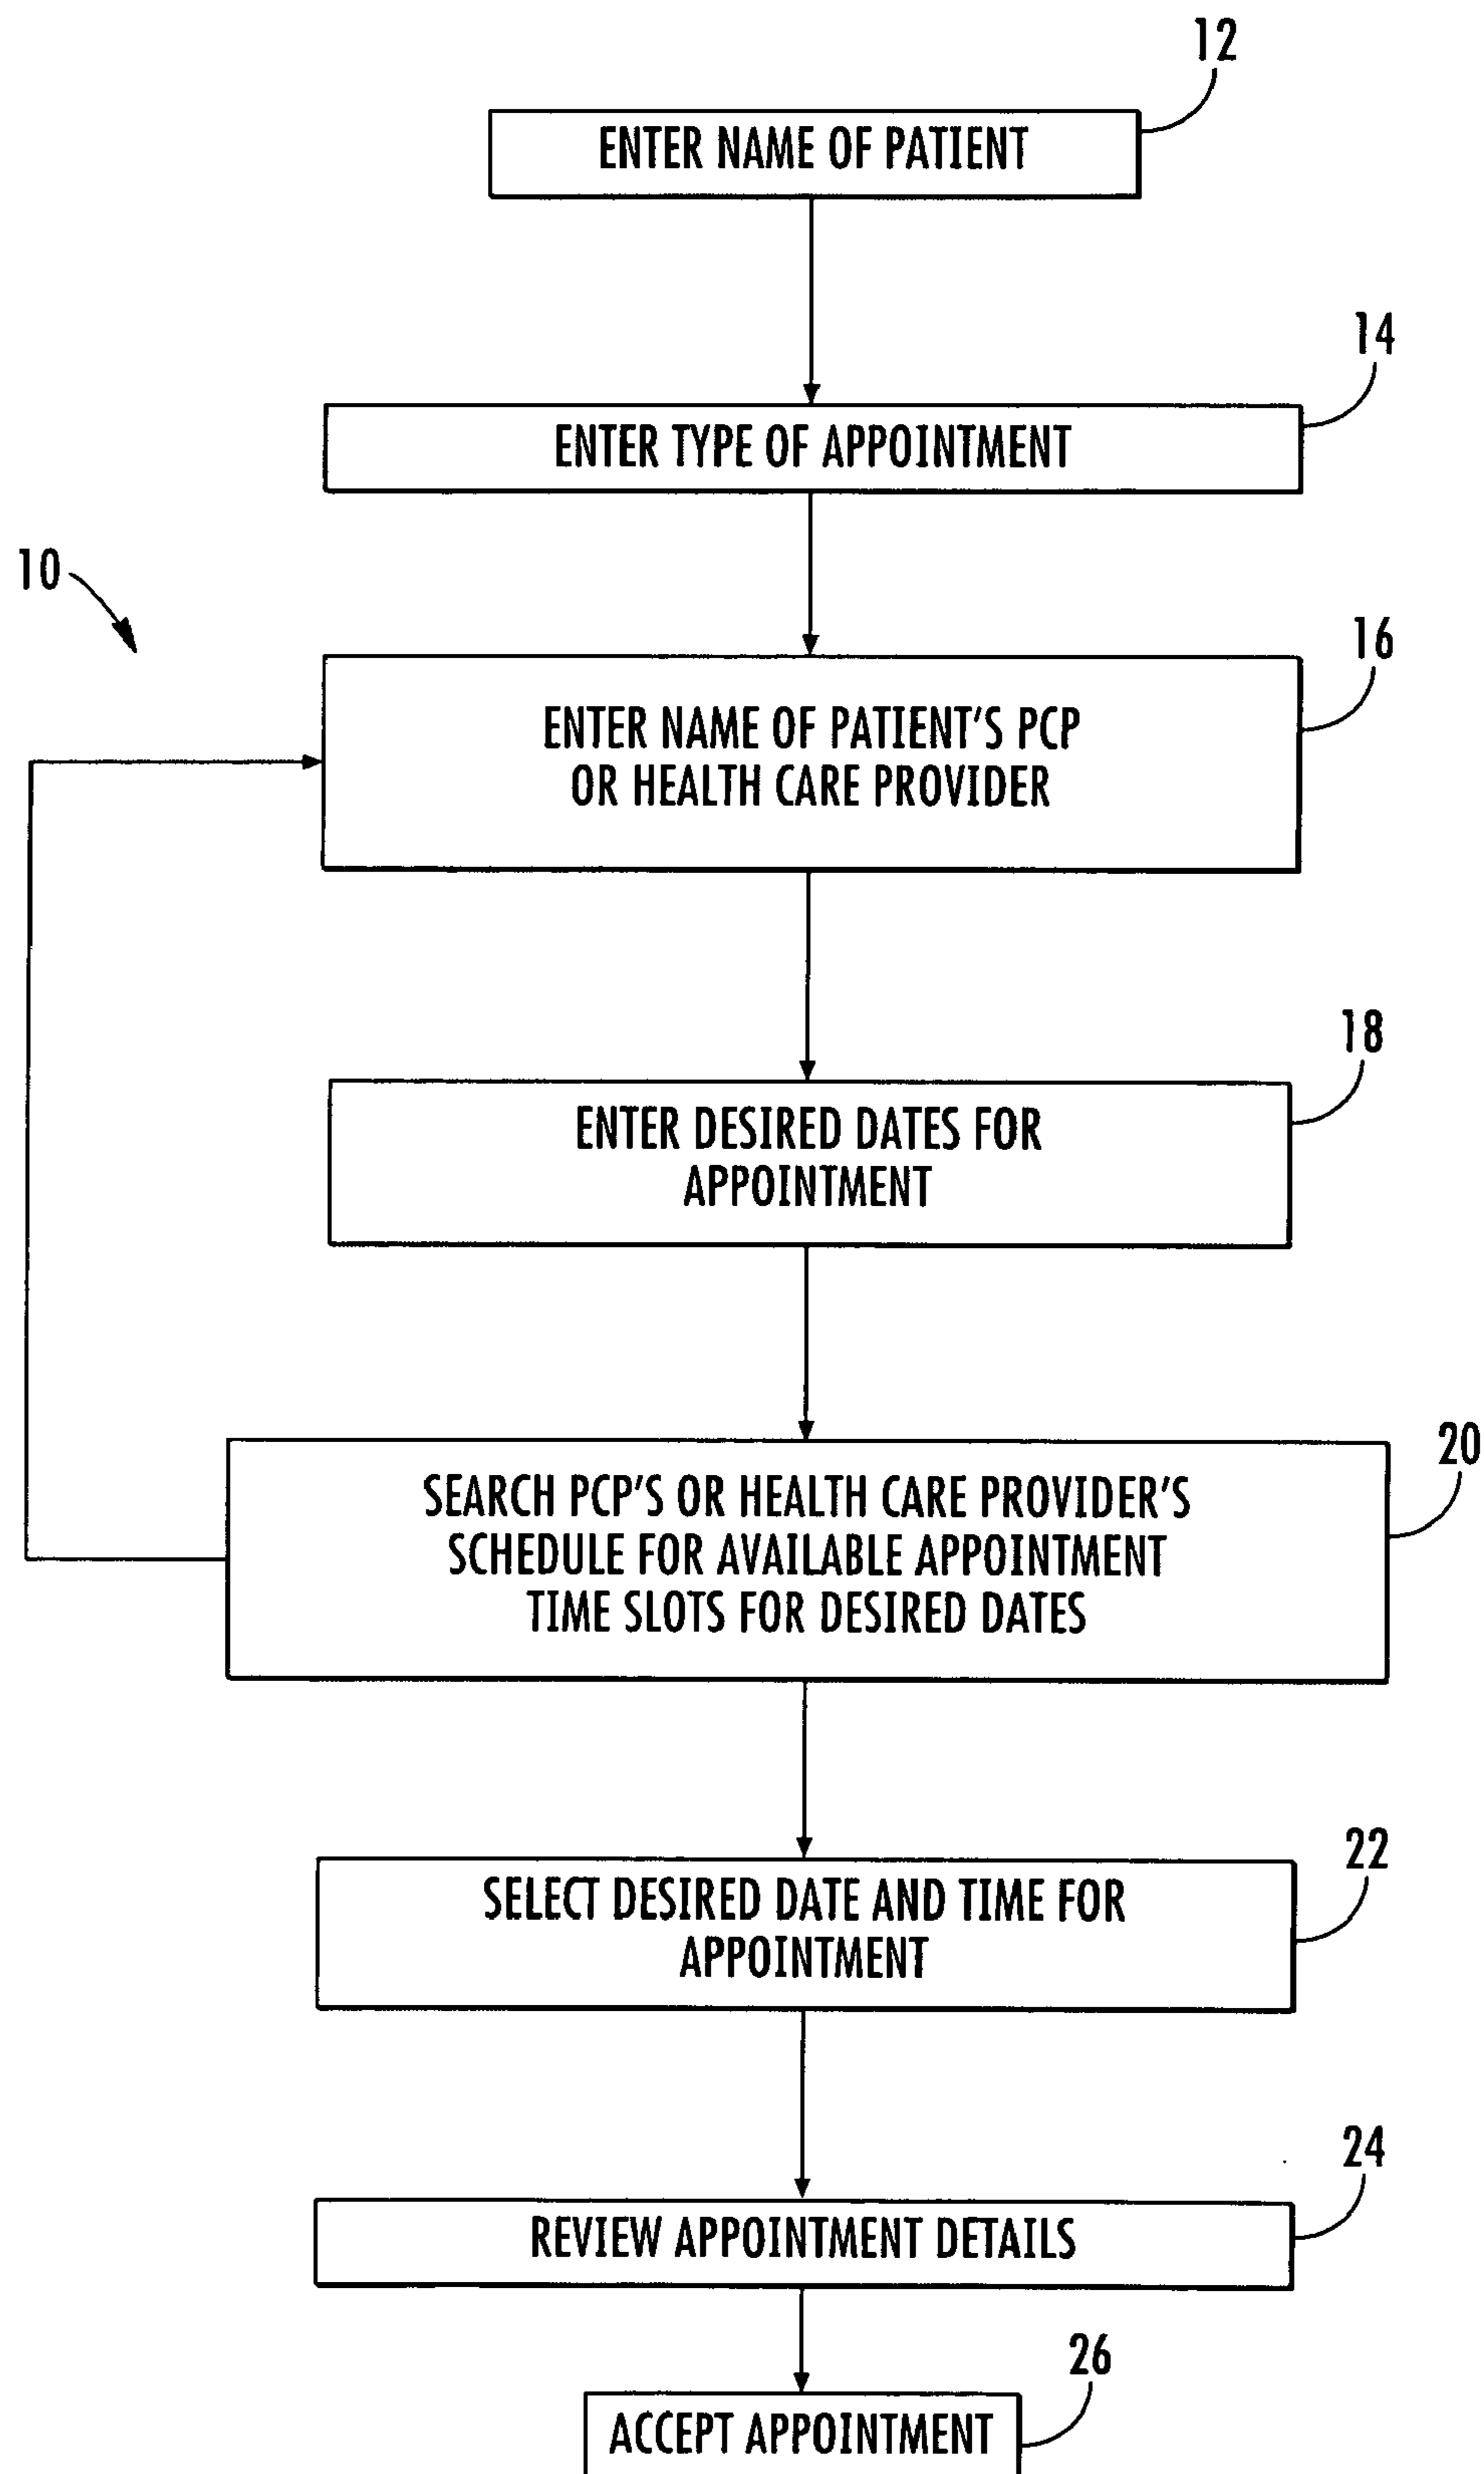 12
ENTER NAME OF PATIENT
14
ENTER TYPE OF APPOINTMENT
10
16
ENTER NAME OF PATIENT'S PCP
OR HEALTH CARE PROVIDER
18
ENTER DESIRED DATES FOR
APPOINTMENT
20
SEARCH PCP'S OR HEALTH CARE PROVIDER'S
SCHEDULE FOR AVAILABLE APPOINTMENT
TIME SLOTS FOR DESIRED DATES
22
SELECT DESIRED DATE AND TIME FOR
APPOINTMENT
24
REVIEW APPOINTMENT DETAILS
26
ACCEPT APPOINTMENT